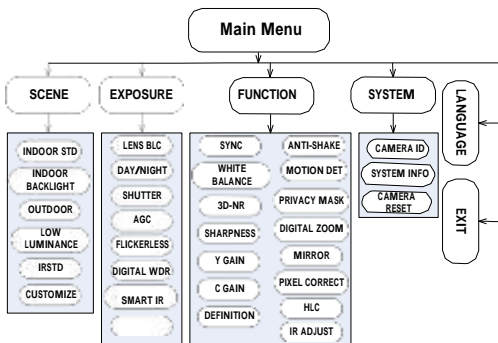 Main Menu
SCENE
EXPOSURE
FUNCTION
SYSTEM
LANGUAGE
EXIT
INDOOR STD
INDOOR
BACKLIGHT
OUTDOOR
LOW
LUMINANCE
IRSTD
CUSTOMIZE
LENS BLC
DAY/NIGHT
SHUTTER
AGC
FLICKERLESS
DIGITAL WDR
SMART IR
SYNC
WHITE
BALANCE
3D-NR
SHARPNESS
Y GAIN
C GAIN
DEFINITION
ANTI-SHAKE
MOTION DET
PRIVACY MASK
DIGITAL ZOOM
MIRROR
PIXEL CORRECT
HLC
IR ADJUST
CAMERA ID
SYSTEM INFO
CAMERA
RESET